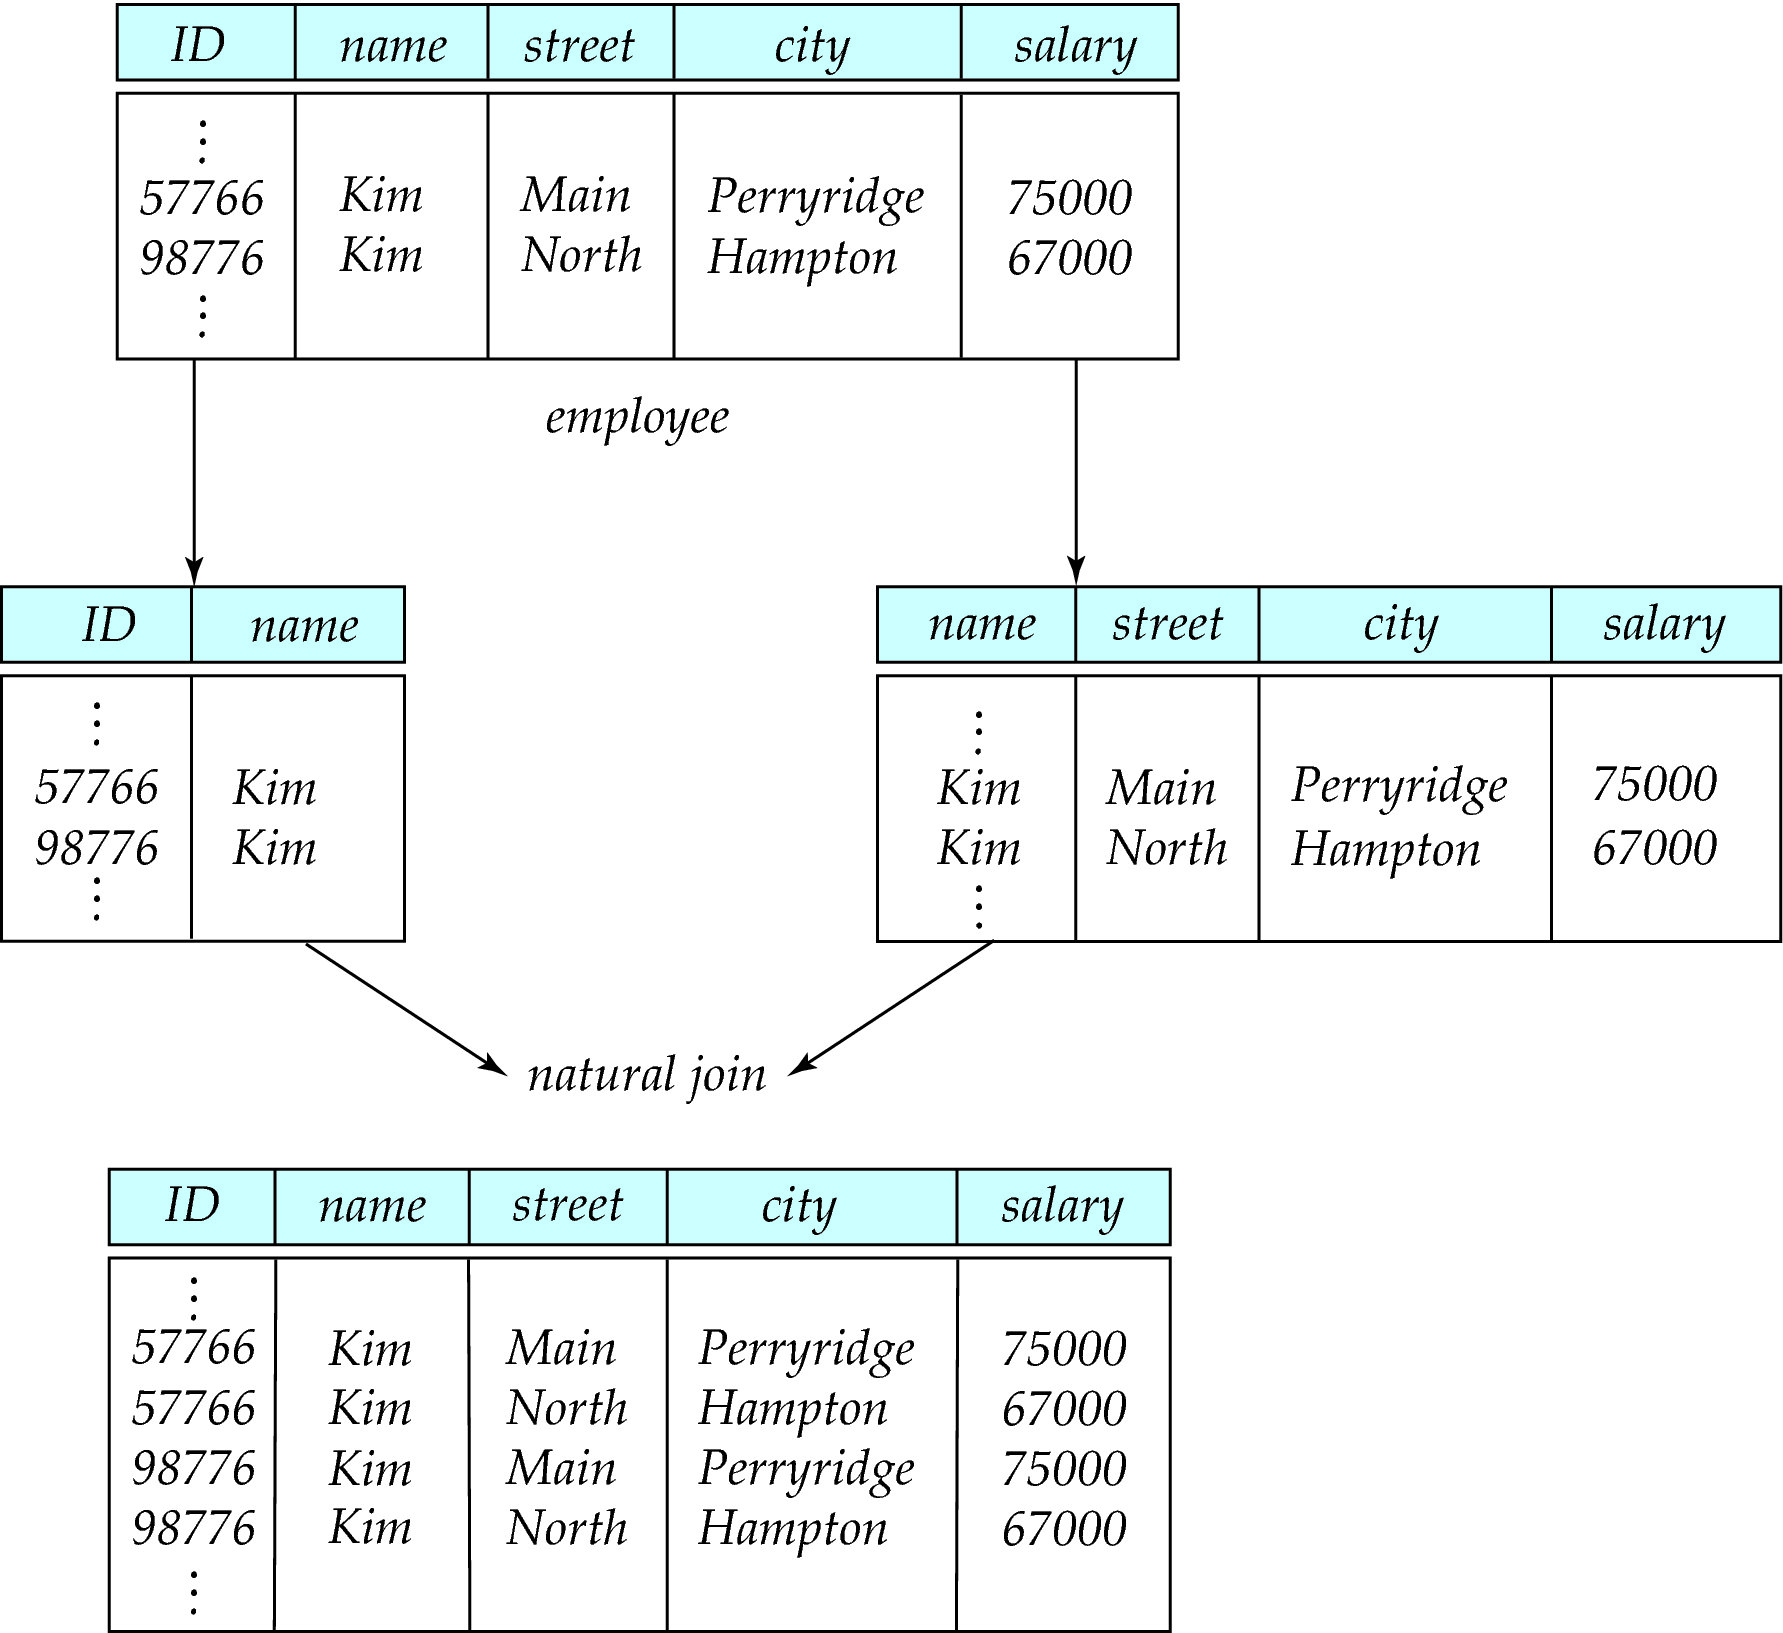 ID name street city salary
⋮
57766 Kim Main Perryridge 75000
98776 Kim North Hampton 67000
⋮
employee
ID name
⋮
57766 Kim
98776 Kim
⋮
name street city salary
⋮
Kim Main Perryridge 75000
Kim North Hampton 67000
⋮
natural join
ID name street city salary
⋮
57766 Kim Main Perryridge 75000
57766 Kim North Hampton 67000
98776 Kim Main Perryridge 75000
98776 Kim North Hampton 67000
⋮